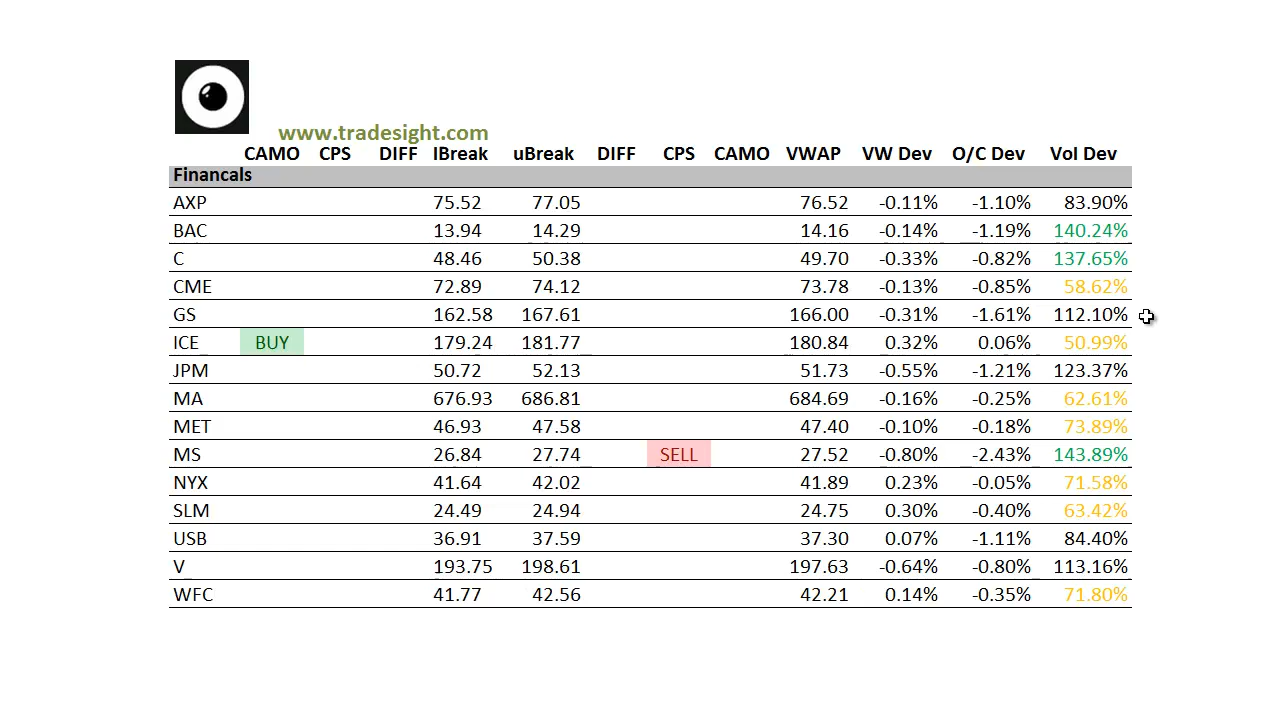 www.tradesight.com
CAMO CPS DIFF lBreak uBreak DIFF CPS CAMO VWAP VW Dev O/C Dev Vol Dev
Financals
AXP 75.52 77.05 76.52 -0.11% -1.10% 83.90%
BAC 13.94 14.29 14.16 -0.14% -1.19% 140.24%
C 48.46 50.38 49.70 -0.33% -0.82% 137.65%
CME 72.89 74.12 73.78 -0.13% -0.85% 58.62%
GS 162.58 167.61 166.00 -0.31% -1.61% 112.10%
ICE BUY 179.24 181.77 180.84 0.32% 0.06% 50.99%
JPM 50.72 52.13 51.73 -0.55% -1.21% 123.37%
MA 676.93 686.81 684.69 -0.16% -0.25% 62.61%
MET 46.93 47.58 47.40 -0.10% -0.18% 73.89%
MS 26.84 27.74 SELL 27.52 -0.80% -2.43% 143.89%
NYX 41.64 42.02 41.89 0.23% -0.05% 71.58%
SLM 24.49 24.94 24.75 0.30% -0.40% 63.42%
USB 36.91 37.59 37.30 0.07% -1.11% 84.40%
V 193.75 198.61 197.63 -0.64% -0.80% 113.16%
WFC 41.77 42.56 42.21 0.14% -0.35% 71.80%